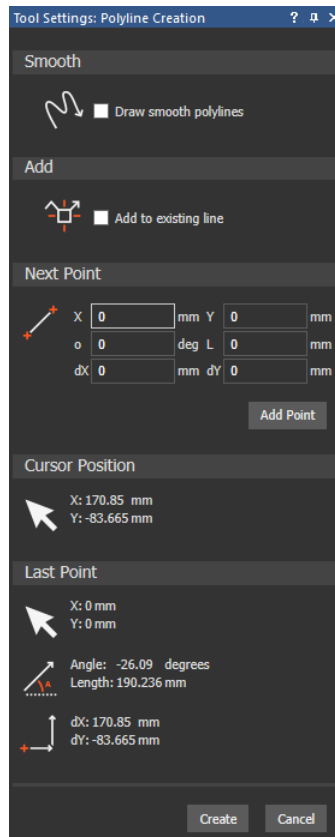 Tool Settings: Polyline Creation ?
Smooth
Draw smooth polylines
Add
Add to existing line
Next Point
X 0 mm Y 0 mm
o 0 deg L 0 mm
dX 0 mm dY 0 mm
Add Point
Cursor Position
X: 170.85 mm
Y: -83.665 mm
Last Point
X: 0 mm
Y: 0 mm
A
Angle: -26.09 degrees
Length: 190.236 mm
dX: 170.85 mm
dY: -83.665 mm
Create Cancel